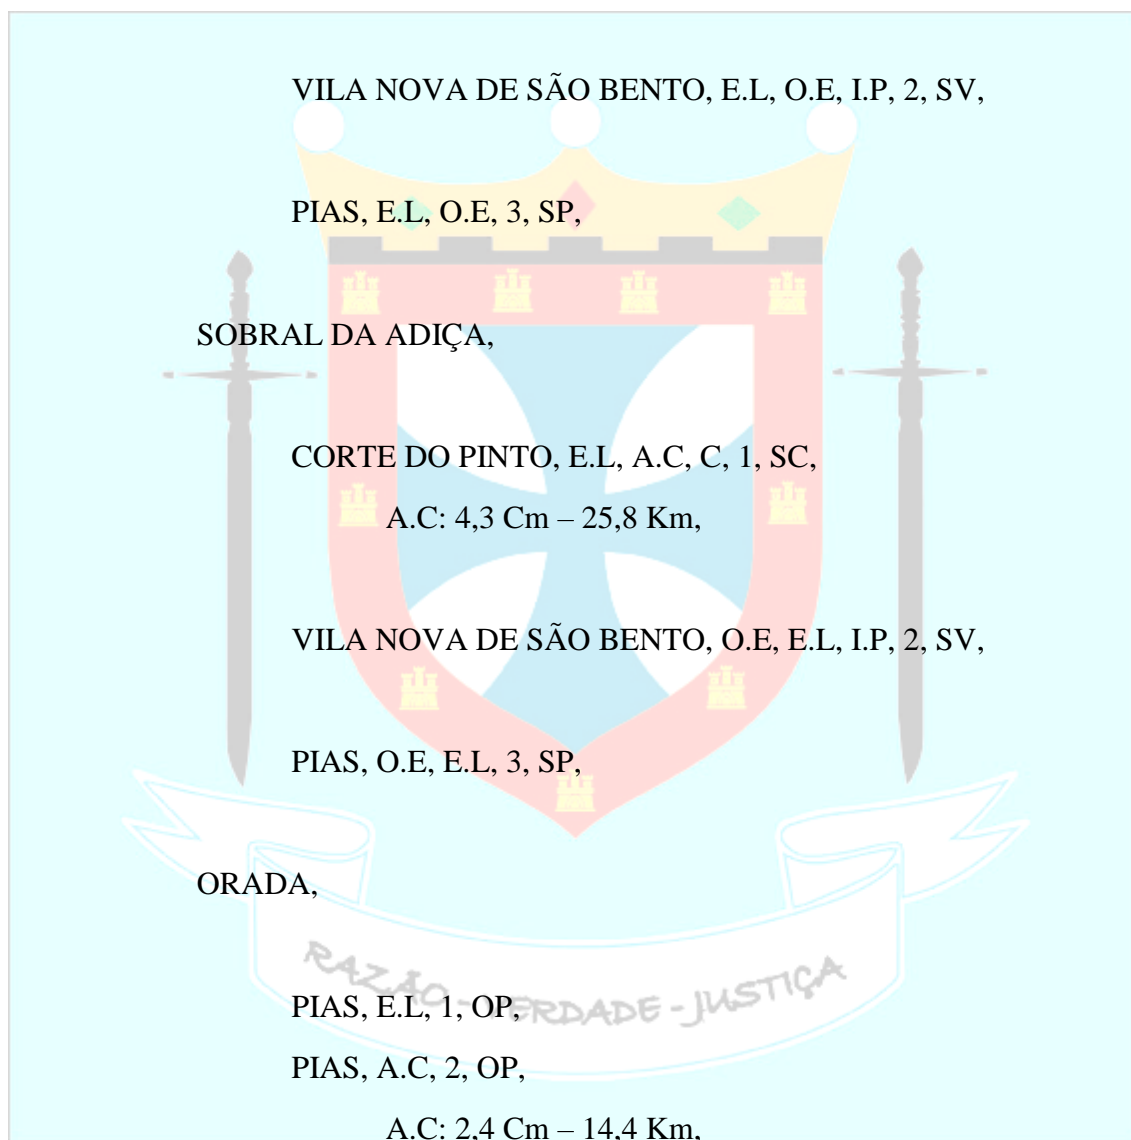 VILA NOVA DE SÃO BENTO, E.L, O.E, I.P, 2, SV,
PIAS, E.L, O.E, 3, SP,
SOBRAL DA ADIÇA,
CORTE DO PINTO, E.L, A.C, C, 1, SC,
A.C: 4,3 Cm – 25,8 Km,
VILA NOVA DE SÃO BENTO, O.E, E.L, I.P, 2, SV,
PIAS, O.E, E.L, 3, SP,
ORADA,
RAZÃO - VERDADE - JUSTIÇA
PIAS, E.L, 1, OP,
PIAS, A.C, 2, OP,
A.C: 2,4 Cm – 14,4 Km,